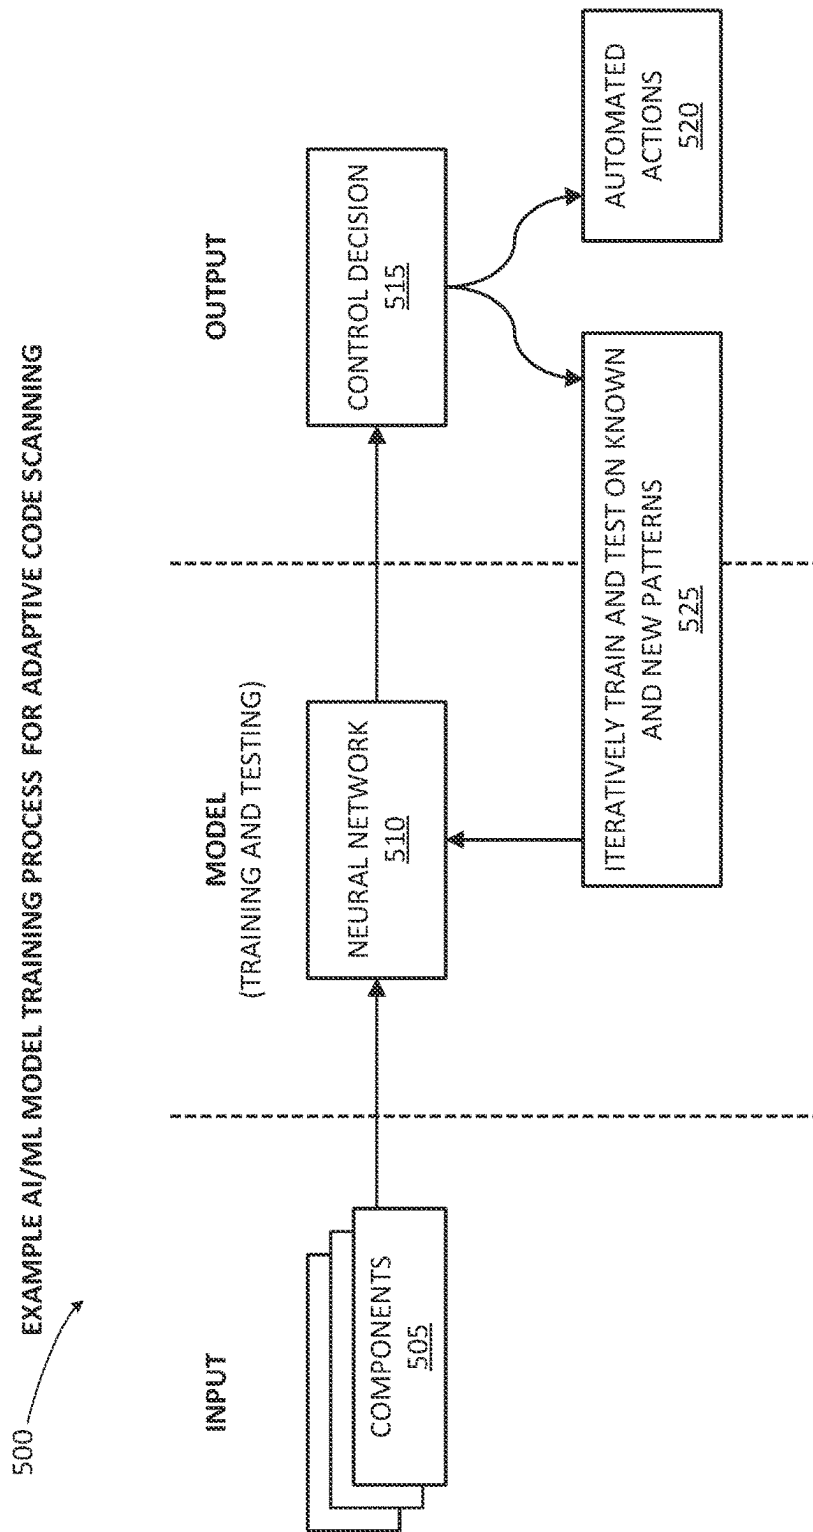 500
EXAMPLE AI/ML MODEL TRAINING PROCESS FOR ADAPTIVE CODE SCANNING
INPUT
MODEL
(TRAINING AND TESTING)
OUTPUT
COMPONENTS
505
NEURAL NETWORK
510
CONTROL DECISION
515
ITERATIVELY TRAIN AND TEST ON KNOWN
AND NEW PATTERNS
525
AUTOMATED
ACTIONS
520